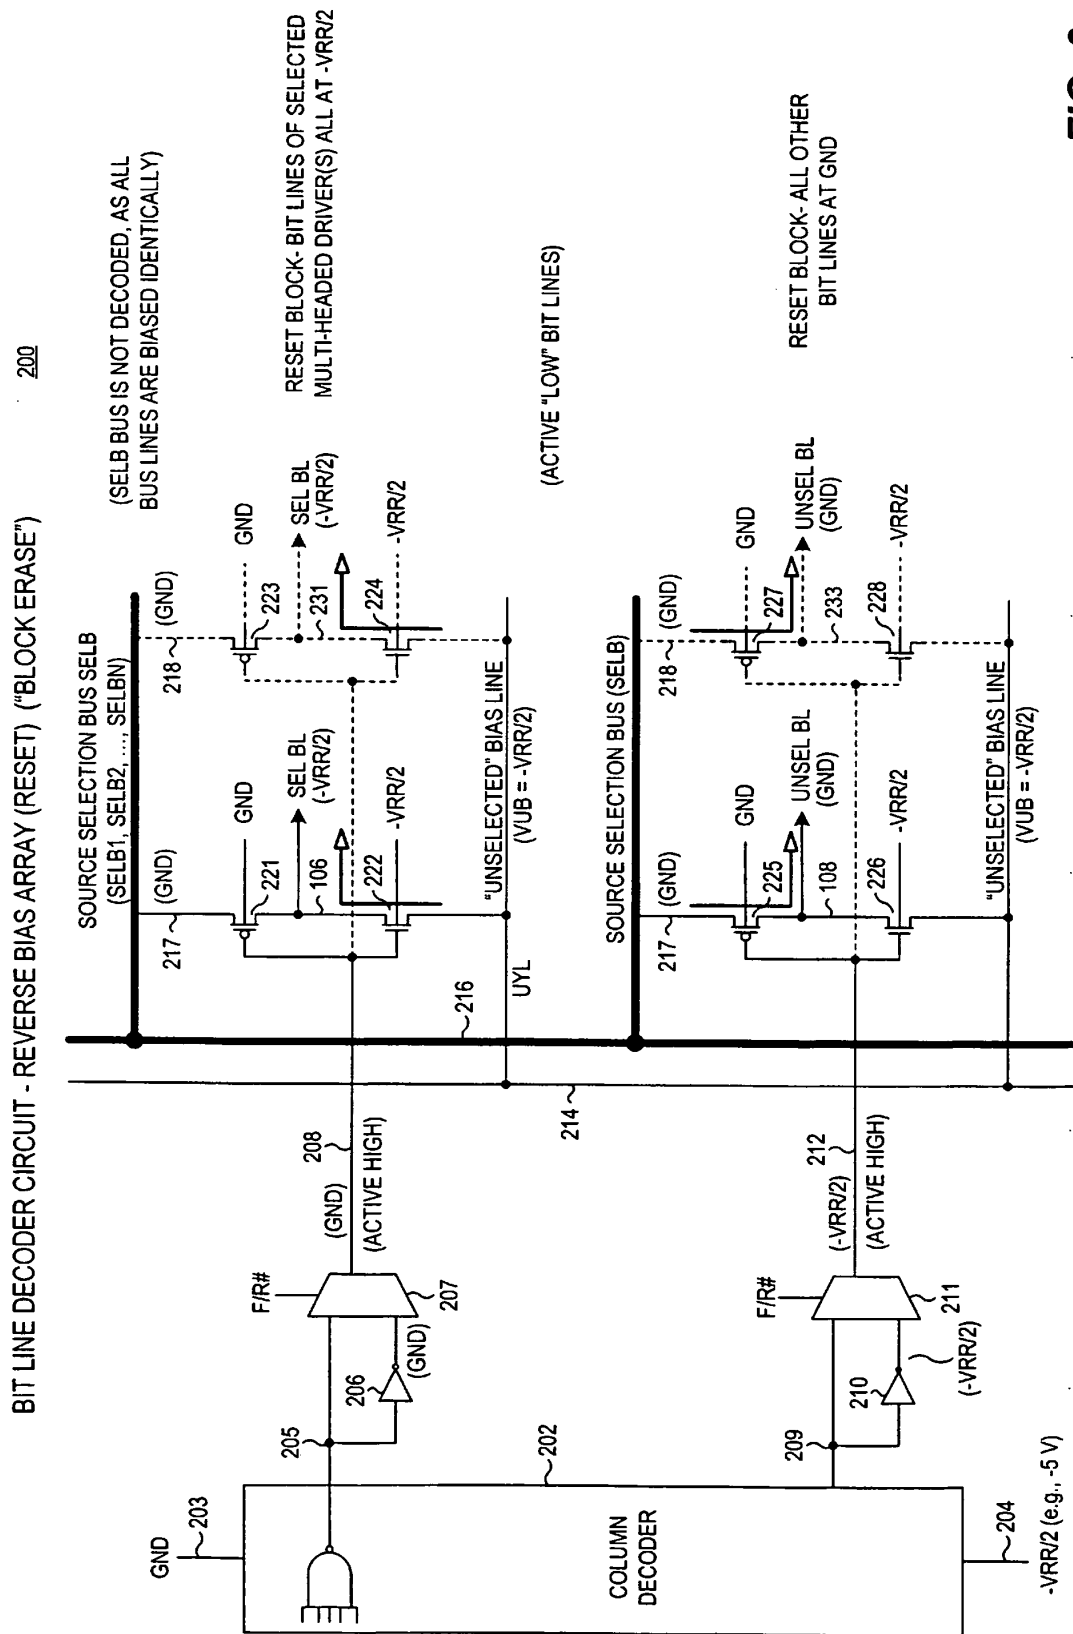 BIT LINE DECODER CIRCUIT - REVERSE BIAS ARRAY (RESET) ("BLOCK ERASE")
200
SOURCE SELECTION BUS SELB
(SELB1, SELB2, ..., SELBN)
(SELB BUS IS NOT DECODED, AS ALL
BUS LINES ARE BIASED IDENTICALLY)
217
(GND)
218
(GND)
GND
221
GND
223
SEL BL
(-VRR/2)
SEL BL
(-VRR/2)
106
231
222
-VRR/2
224
-VRR/2
RESET BLOCK- BIT LINES OF SELECTED
MULTI-HEADED DRIVER(S) ALL AT -VRR/2
UYL
"UNSELECTED" BIAS LINE
(VUB = -VRR/2)
(ACTIVE "LOW" BIT LINES)
GND
203
205
206
(GND)
F/R#
207
(GND)
208
(ACTIVE HIGH)
214
216
202
COLUMN
DECODER
SOURCE SELECTION BUS (SELB)
217
(GND)
218
(GND)
GND
225
GND
227
UNSEL BL
(GND)
UNSEL BL
(GND)
108
233
226
-VRR/2
228
-VRR/2
RESET BLOCK- ALL OTHER
BIT LINES AT GND
"UNSELECTED" BIAS LINE
(VUB = -VRR/2)
209
210
(-VRR/2)
F/R#
211
(-VRR/2)
212
(ACTIVE HIGH)
204
-VRR/2 (e.g., -5 V)